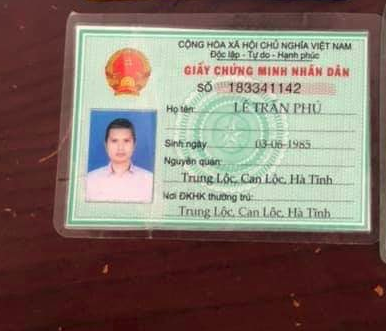 CỘNG HÒA XÃ HỘI CHỦ NGHĨA VIỆT NAM
Độc lập - Tự do - Hạnh phúc
GIẤY CHỨNG MINH NHÂN DÂN
SỐ 183341142
Họ tên: LÊ TRẦN PHÚ
Sinh ngày 03-06-1985
Nguyên quán:
Trung Lộc, Can Lộc, Hà Tĩnh
Nơi ĐKHK thường trú:
Trung Lộc, Can Lộc, Hà Tĩnh